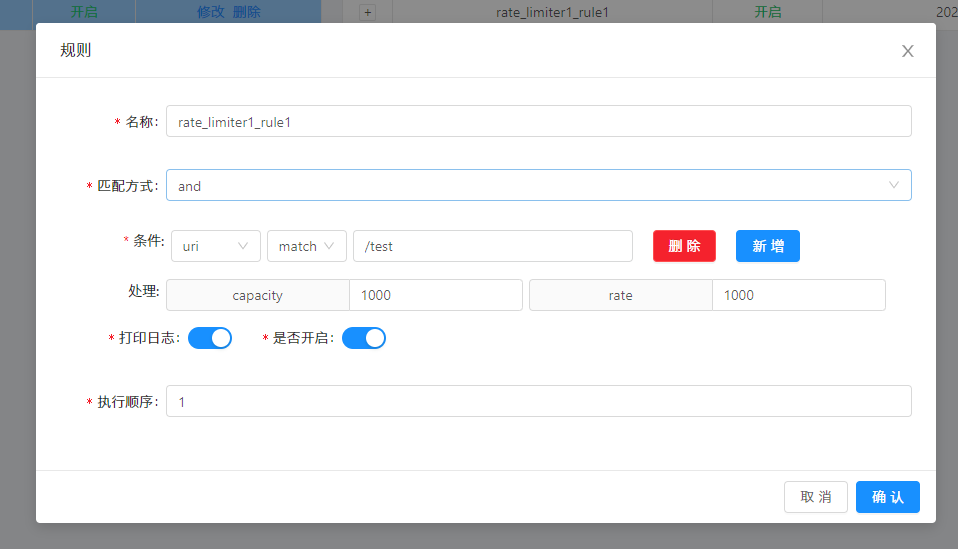 开启 修改 删除 + rate_limiter1_rule1 开启 202
规则
* 名称: rate_limiter1_rule1
* 匹配方式: and
* 条件: uri match /test 删 除 新 增
处理: capacity 1000 rate 1000
* 打印日志: * 是否开启:
* 执行顺序: 1
取 消 确 认